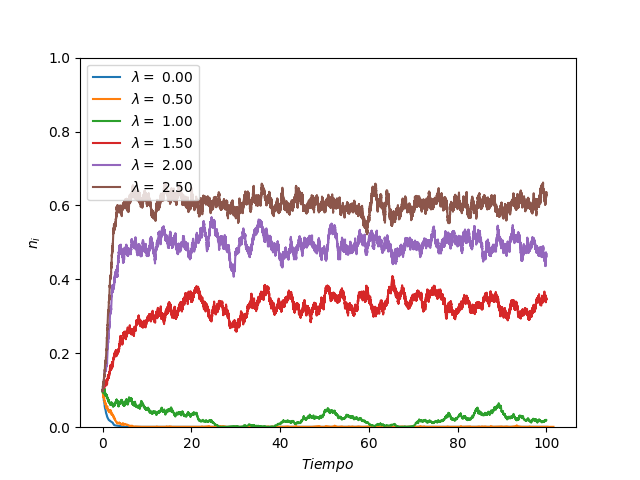 1.0
0.8
0.6
0.4
0.2
0.0
n_i
λ = 0.00
λ = 0.50
λ = 1.00
λ = 1.50
λ = 2.00
λ = 2.50
0 20 40 60 80 100
Tiempo